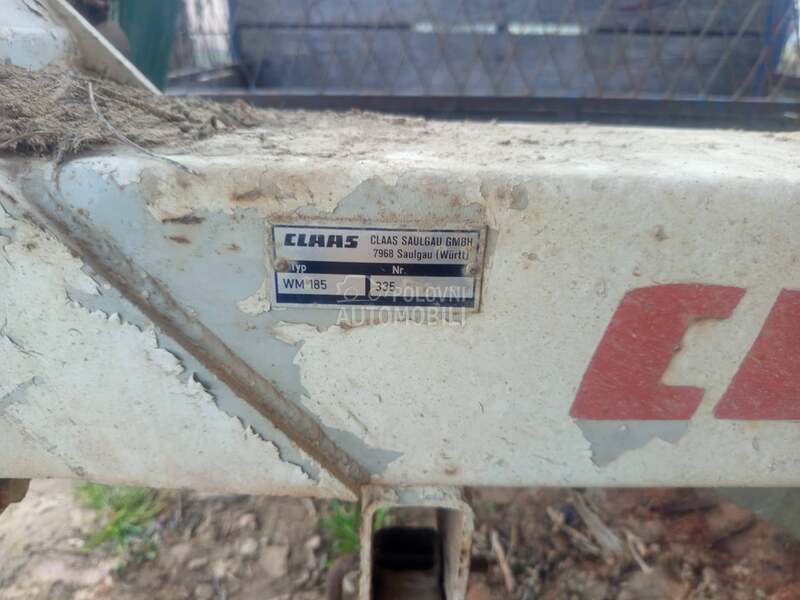 CLAAS CLAAS SAULGAU GMBH
7968 Saulgau (Württ)
Typ Nr.
WM 185 335
POLOVNI
AUTOMOBILI
C